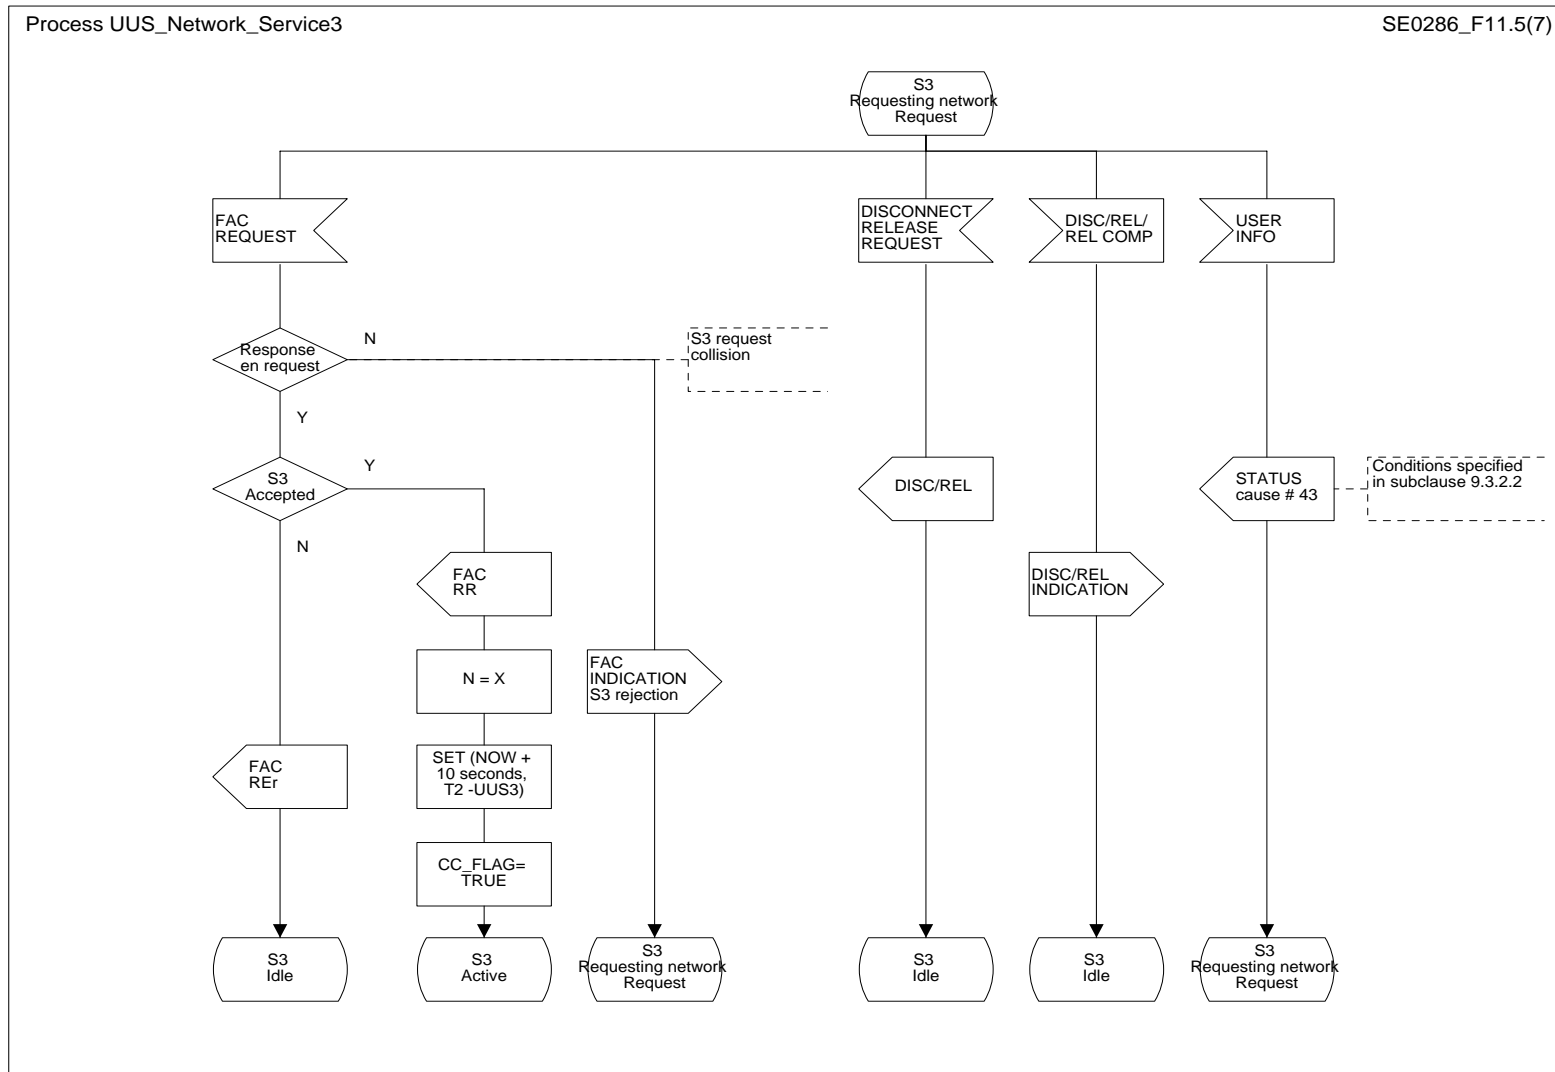 Process UUS_Network_Service3
SE0286_F11.5(7)
S3
Requesting network
Request
FAC
REQUEST
DISCONNECT
RELEASE
REQUEST
DISC/REL/
REL COMP
USER
INFO
Response
en request
N
S3 request
collision
Y
S3
Accepted
Y
N
DISC/REL
STATUS
cause # 43
Conditions specified
in subclause 9.3.2.2
FAC
RR
DISC/REL
INDICATION
N = X
FAC
INDICATION
S3 rejection
FAC
REr
SET (NOW +
10 seconds,
T2 -UUS3)
CC_FLAG=
TRUE
S3
Idle
S3
Active
S3
Requesting network
Request
S3
Idle
S3
Idle
S3
Requesting network
Request